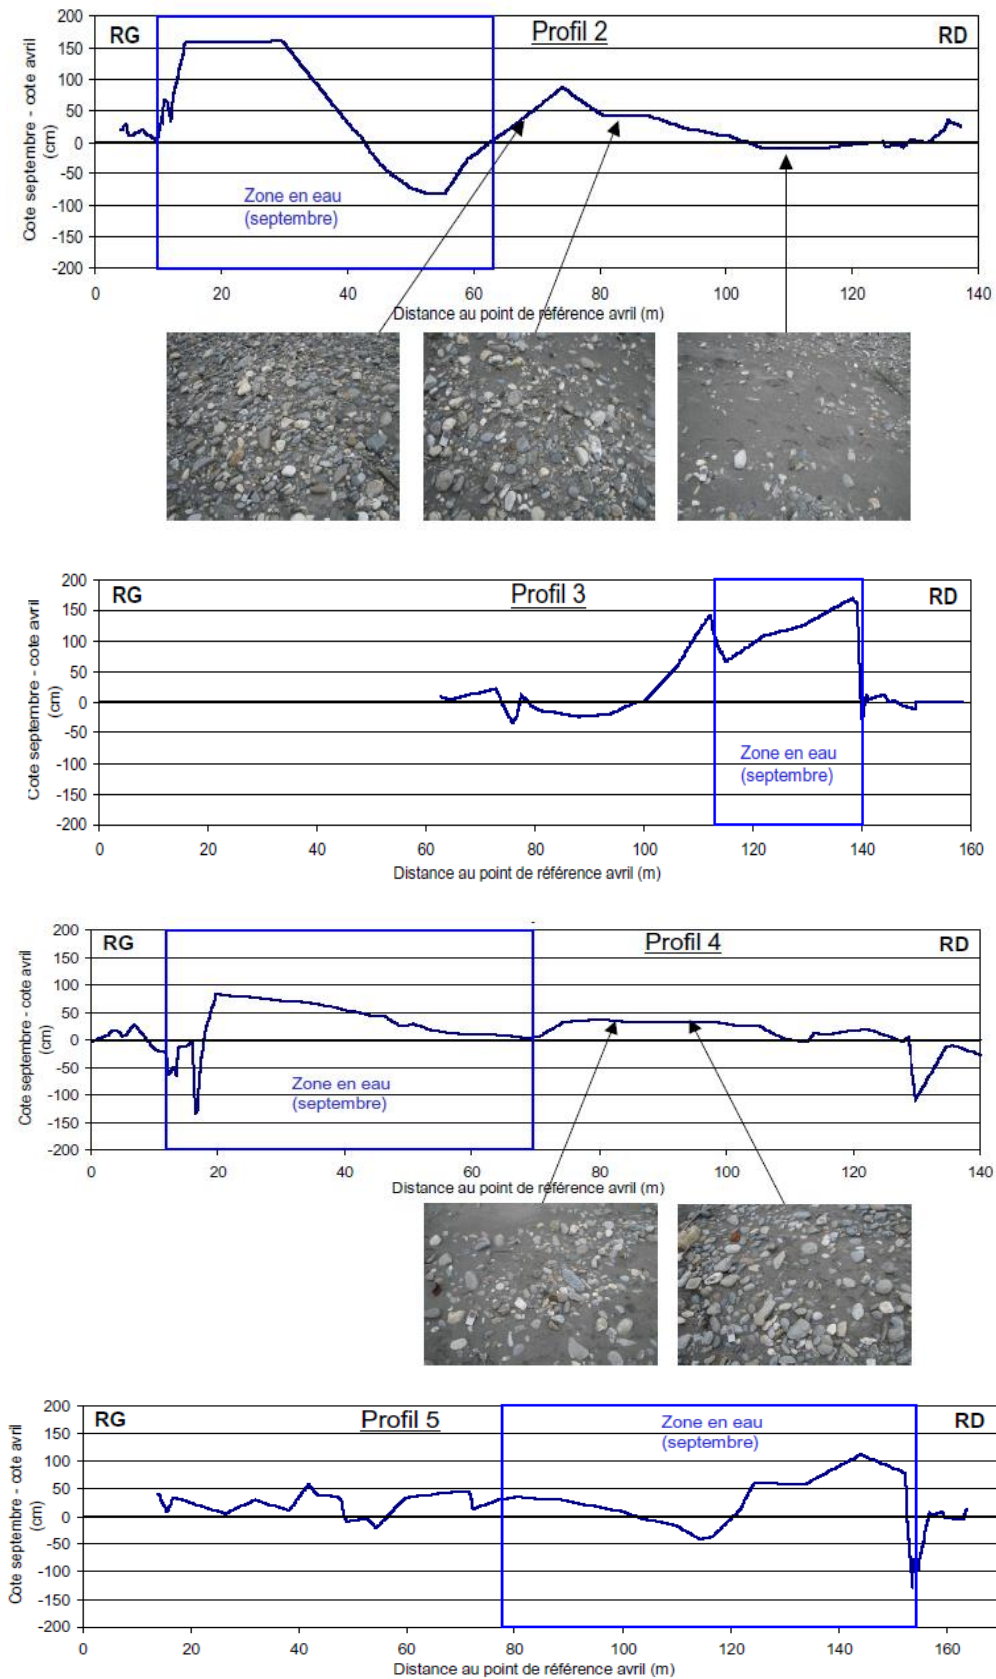 Profil 2
RG
RD
Cote septembre - cote avril
(cm)
200
150
100
50
0
-50
-100
-150
-200
Zone en eau
(septembre)
0 20 40 60 80 100 120 140
Distance au point de référence avril (m)
Profil 3
RG
RD
Cote septembre - cote avril
(cm)
200
150
100
50
0
-50
-100
-150
-200
Zone en eau
(septembre)
0 20 40 60 80 100 120 140 160
Distance au point de référence avril (m)
Profil 4
RG
RD
Cote septembre - cote avril
(cm)
200
150
100
50
0
-50
-100
-150
-200
Zone en eau
(septembre)
0 20 40 60 80 100 120 140
Distance au point de référence avril (m)
Profil 5
RG
RD
Cote septembre - cote avril
(cm)
200
150
100
50
0
-50
-100
-150
-200
Zone en eau
(septembre)
0 20 40 60 80 100 120 140 160
Distance au point de référence avril (m)